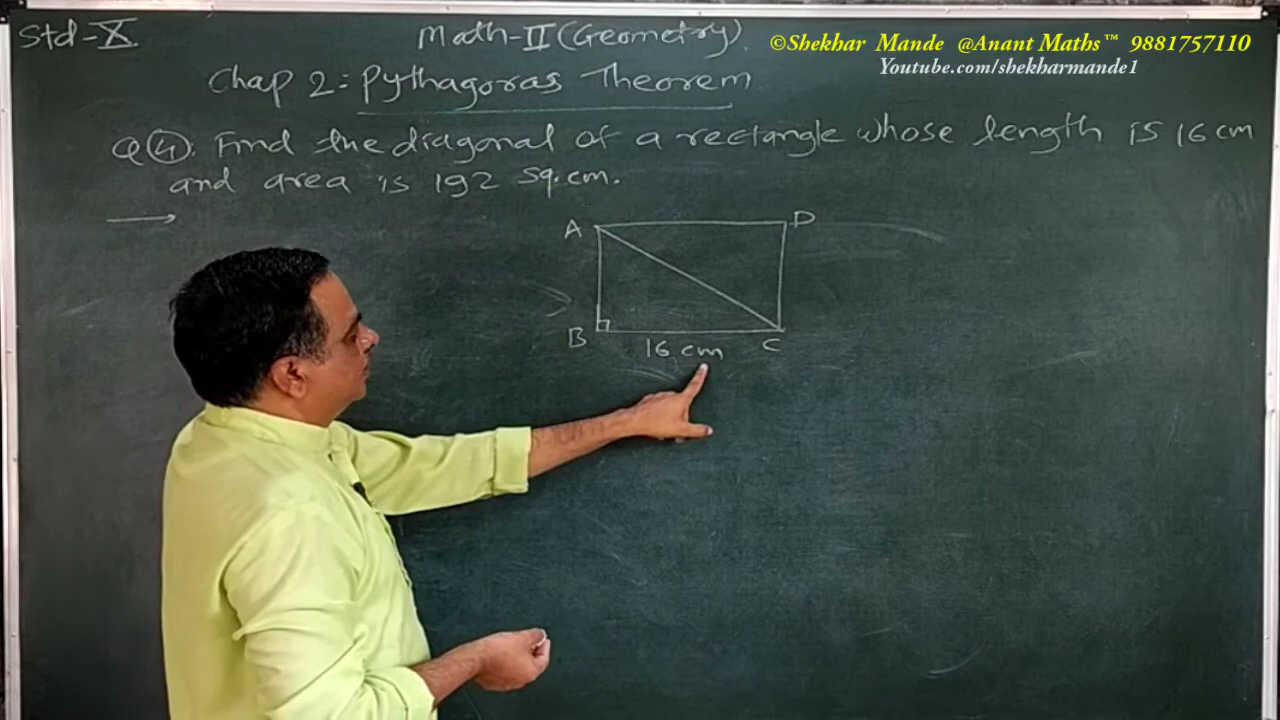 Std-X
Math-II (Geometry)
©Shekhar Mande @Anant Maths™ 9881757110
Youtube.com/shekharmande1
Chap 2: Pythagoras Theorem
Q④. Find the diagonal of a rectangle whose length is 16 cm
and area is 192 sq.cm.
A D
B C
16 cm